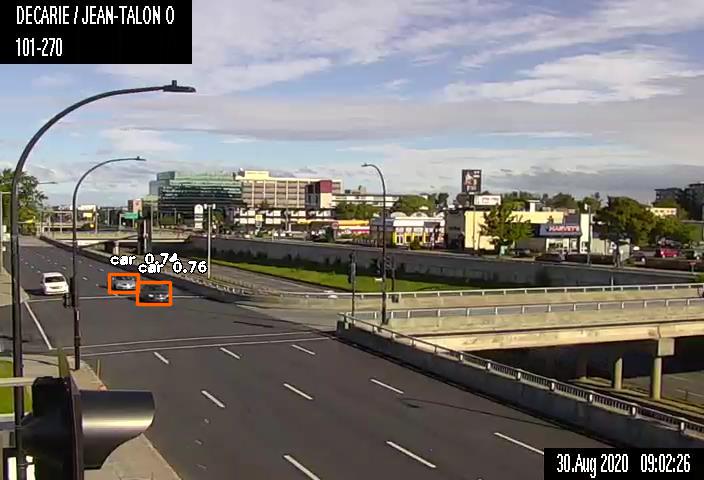 DECARIE / JEAN-TALON O
101-270
car 0.74
car 0.76
HARVEY'S
30.Aug 2020 09:02:26